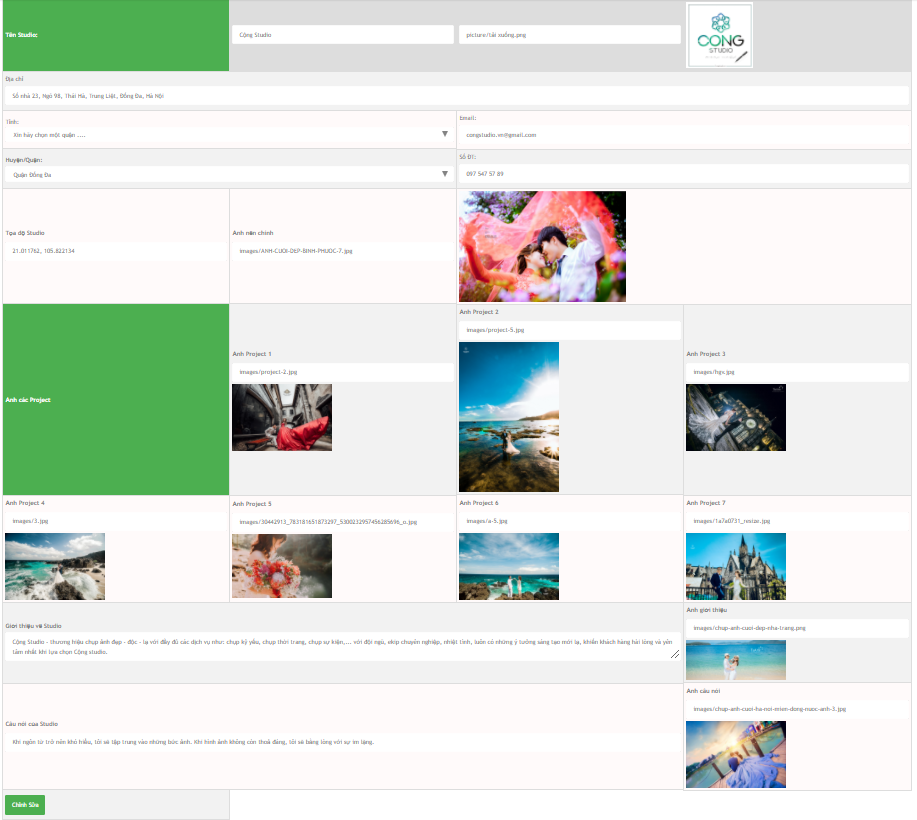 Tên Studio:
Cộng Studio
picture/tải xuống.png
CONG
STUDIO
Địa chỉ
Số nhà 23, Ngõ 98, Thái Hà, Trung Liệt, Đống Đa, Hà Nội
Tỉnh:
Xin hãy chọn một quận ....
Email:
congstudio.vn@gmail.com
Huyện/Quận:
Quận Đống Đa
Số ĐT:
097 547 57 89
Tọa độ Studio
21.011762, 105.822134
Ảnh nền chính
images/ANH-CUOI-DEP-BINH-PHUOC-7.jpg
Ảnh các Project
Ảnh Project 1
images/project-2.jpg
Ảnh Project 2
images/project-5.jpg
Ảnh Project 3
images/hgs.jpg
Ảnh Project 4
images/3.jpg
Ảnh Project 5
images/30442913_783181651873297_5300232957456285696_o.jpg
Ảnh Project 6
images/a-5.jpg
Ảnh Project 7
images/1a7a0731_resize.jpg
Giới thiệu về Studio
Cộng Studio - thương hiệu chụp ảnh đẹp - độc - lạ với đầy đủ các dịch vụ như: chụp kỷ yếu, chụp thời trang, chụp sự kiện,... với đội ngũ, ekip chuyên nghiệp, nhiệt tình, luôn có những ý tưởng sáng tạo mới lạ, khiến khách hàng hài lòng và yên
tâm nhất khi lựa chọn Cộng studio.
Ảnh giới thiệu
images/chup-anh-cuoi-dep-nha-trang.png
Câu nói của Studio
Khi ngôn từ trở nên khó hiểu, tôi sẽ tập trung vào những bức ảnh. Khi hình ảnh không còn thoả đáng, tôi sẽ bằng lòng với sự im lặng.
Ảnh câu nói
images/chup-anh-cuoi-ha-noi-mien-dong-nuoc-anh-3.jpg
Chỉnh Sửa